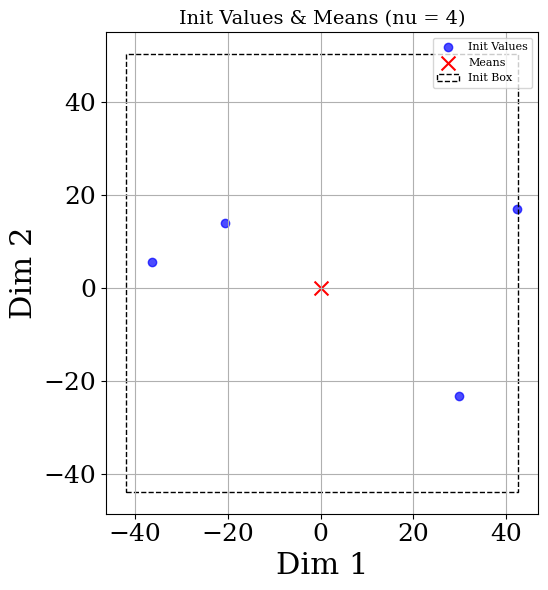 Init Values & Means (nu = 4)
Init Values
Means
Init Box
40
20
0
−20
−40
Dim 2
−40
−20
0
20
40
Dim 1